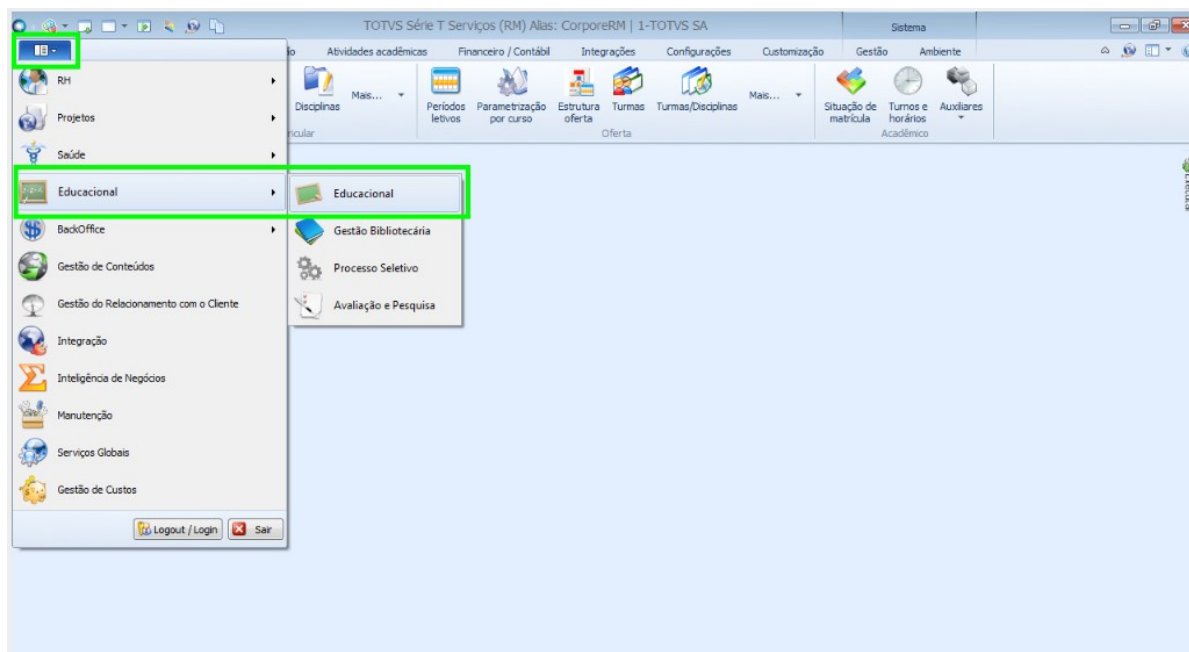 TOTVS Série T Serviços (RM) Alias: CorporeRM | 1-TOTVS SA
Sistema
Atividades acadêmicas Financeiro / Contábil Integrações Configurações Customização Gestão Ambiente
Disciplinas Mais... Períodos letivos Parametrização por curso Estrutura oferta Turmas Turmas/Disciplinas Mais... Situação de matrícula Turnos e horários Auxiliares
Oferta Acadêmico
RH
Projetos
Saúde
Educacional
BackOffice
Gestão de Conteúdos
Gestão do Relacionamento com o Cliente
Integração
Inteligência de Negócios
Manutenção
Serviços Globais
Gestão de Custos
Logout / Login Sair
Educacional
Gestão Bibliotecária
Processo Seletivo
Avaliação e Pesquisa